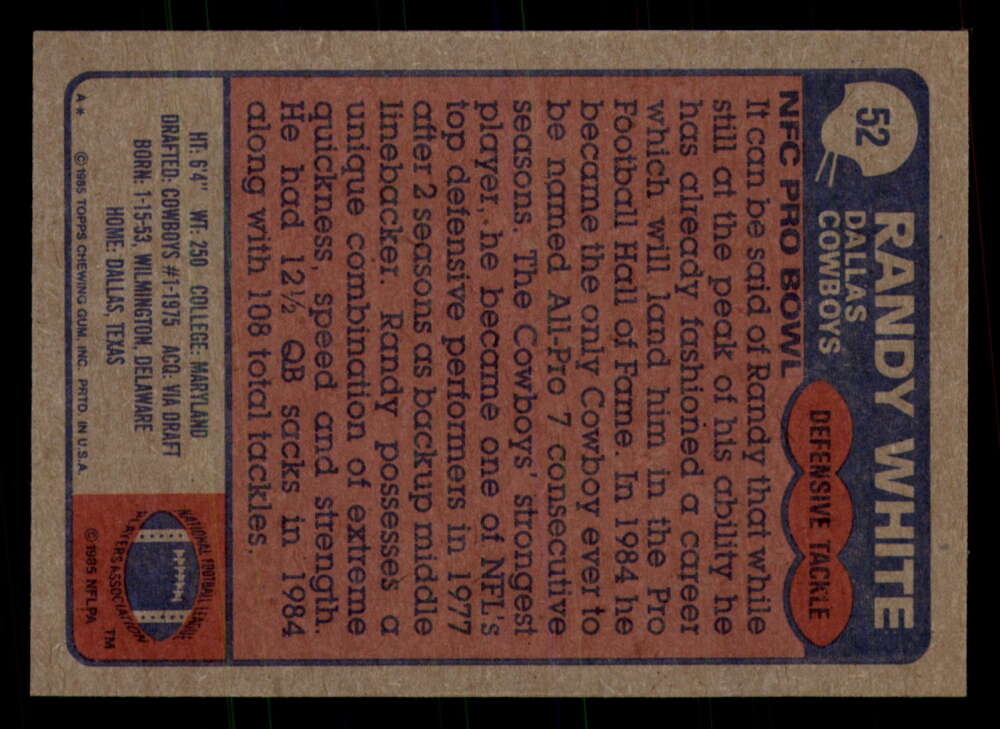 52
RANDY WHITE
DALLAS
COWBOYS
DEFENSIVE TACKLE
NFC PRO BOWL
It can be said of Randy that while
still at the peak of his ability he
has already fashioned a career
which will land him in the Pro
Football Hall of Fame. In 1984 he
became the only Cowboy ever to
be named All-Pro 7 consecutive
seasons. The Cowboys' strongest
player, he became one of NFL's
top defensive performers in 1977
after 2 seasons as backup middle
linebacker. Randy possesses a
unique combination of extreme
quickness, speed and strength.
He had 12½ QB sacks in 1984
along with 108 total tackles.
HT: 6'4" WT: 250 COLLEGE: MARYLAND
DRAFTED: COWBOYS #1-1975 ACQ: VIA DRAFT
BORN: 1-15-53, WILMINGTON, DELAWARE
HOME: DALLAS, TEXAS
A* ©1985 TOPPS CHEWING GUM, INC. PRTD. IN U.S.A.
NATIONAL FOOTBALL LEAGUE
PLAYERS ASSOCIATION
TM
©1985 NFLPA